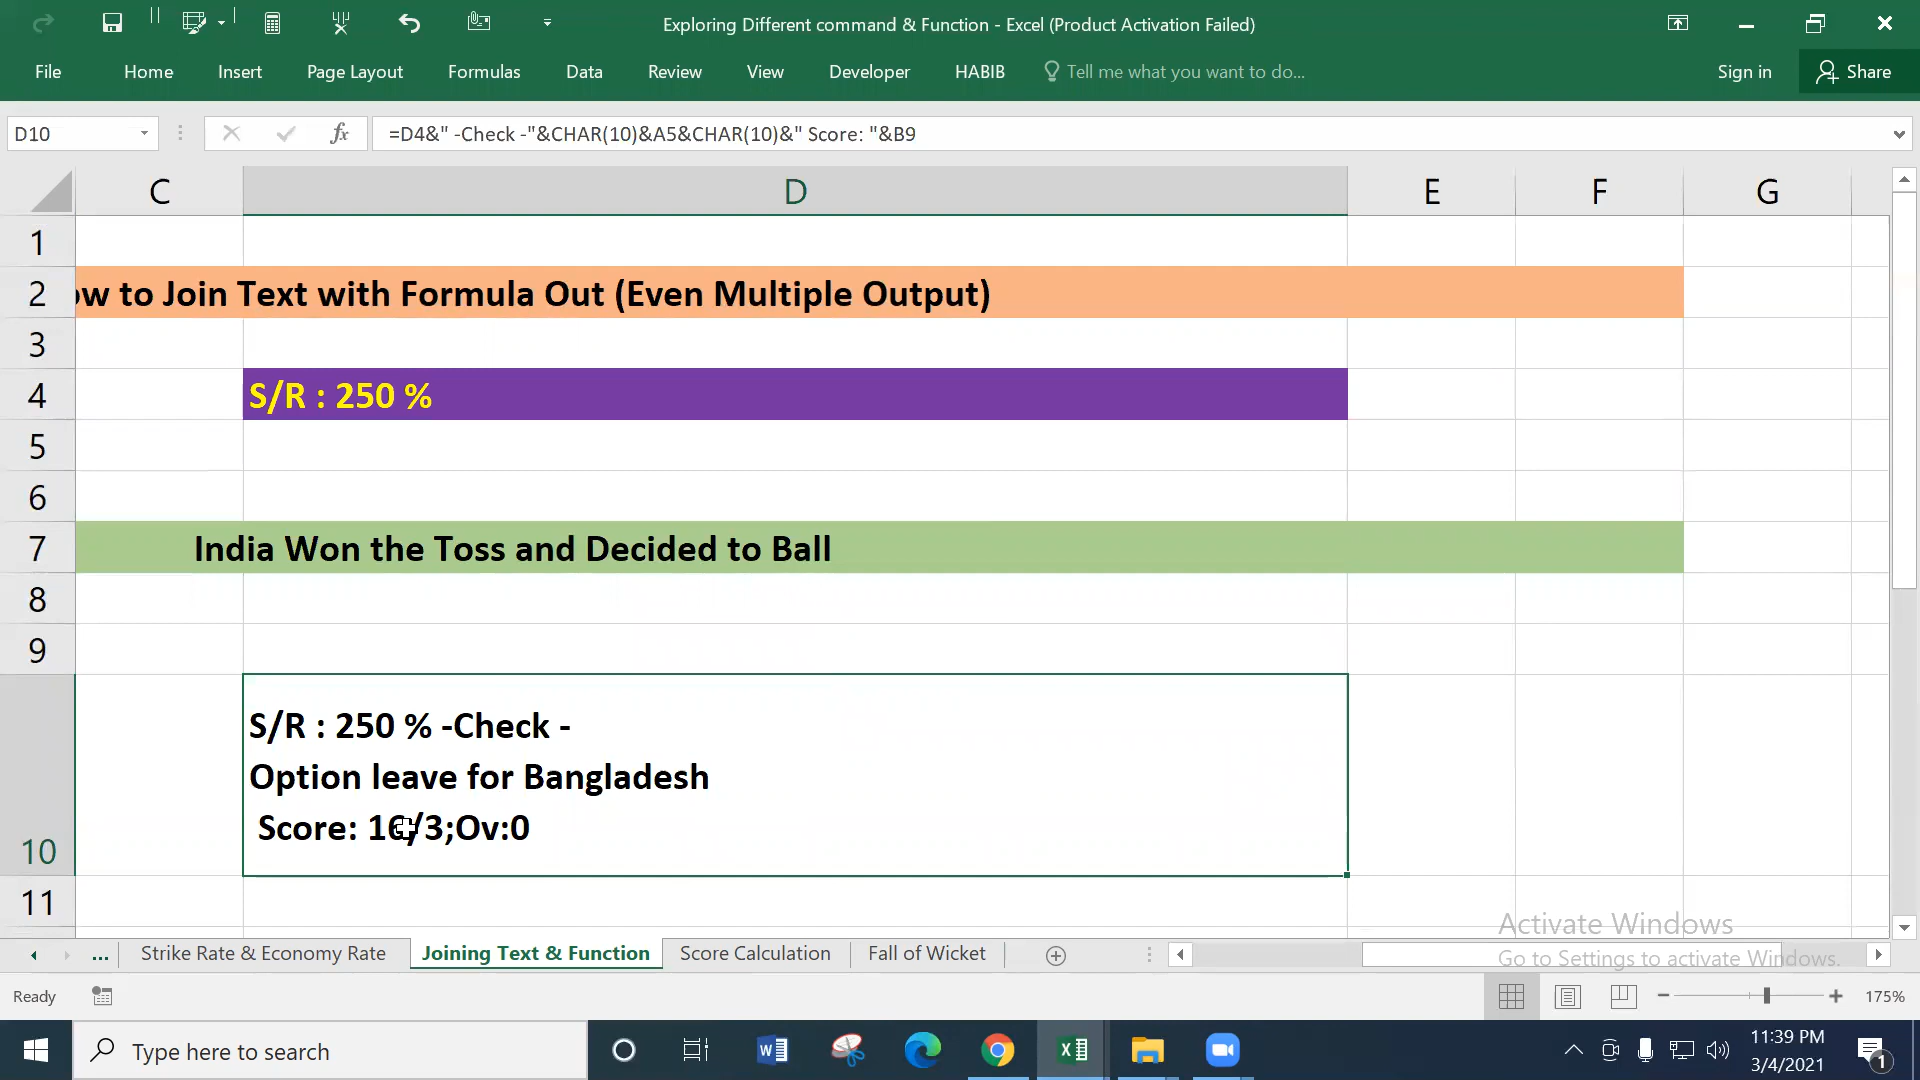 Exploring Different command & Function - Excel (Product Activation Failed)
File Home Insert Page Layout Formulas Data Review View Developer HABIB Tell me what you want to do... Sign in Share
D10 fx =D4&" -Check -"&CHAR(10)&A5&CHAR(10)&" Score: "&B9
C D E F G
1
2 ow to Join Text with Formula Out (Even Multiple Output)
3
4 S/R : 250 %
5
6
7 India Won the Toss and Decided to Ball
8
9
S/R : 250 % -Check -
Option leave for Bangladesh
Score: 16/3;Ov:0
10
11
Activate Windows
Go to Settings to activate Windows.
... Strike Rate & Economy Rate Joining Text & Function Score Calculation Fall of Wicket
Ready 175%
Type here to search
11:39 PM
3/4/2021
1